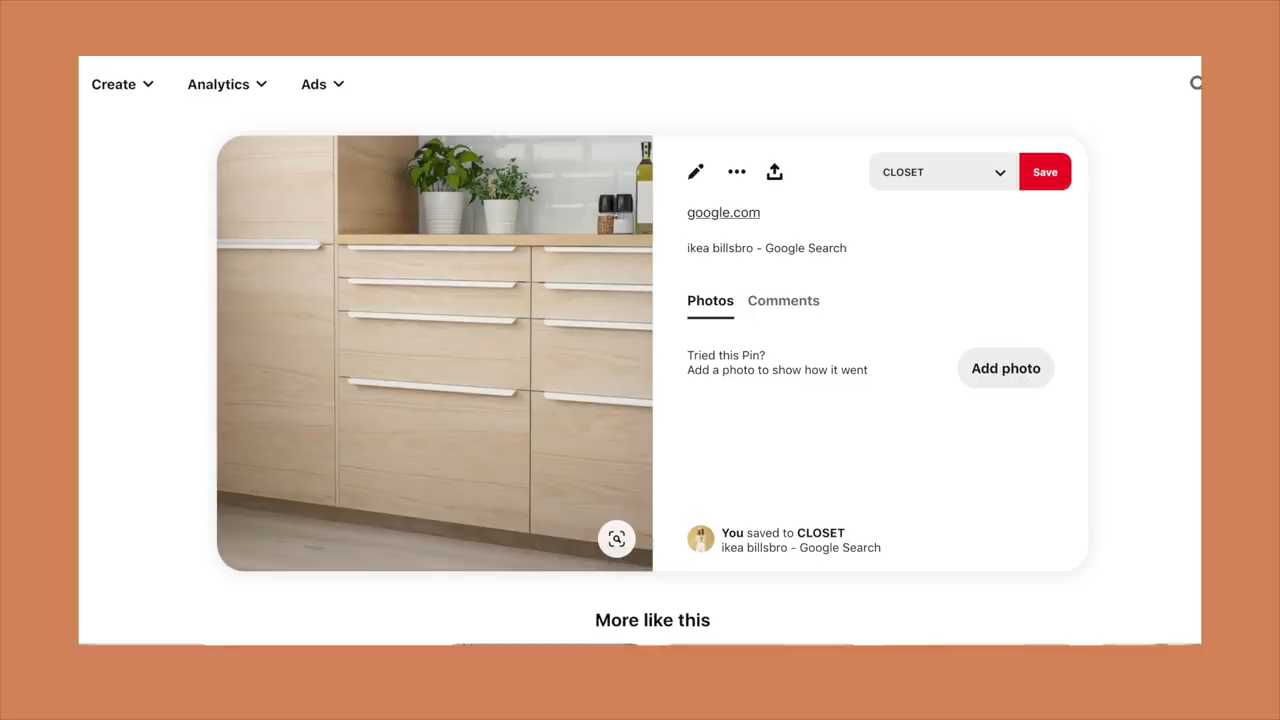 Create
Analytics
Ads
CLOSET
Save
google.com
ikea billsbro - Google Search
Photos
Comments
Tried this Pin?
Add a photo to show how it went
Add photo
You saved to CLOSET
ikea billsbro - Google Search
More like this